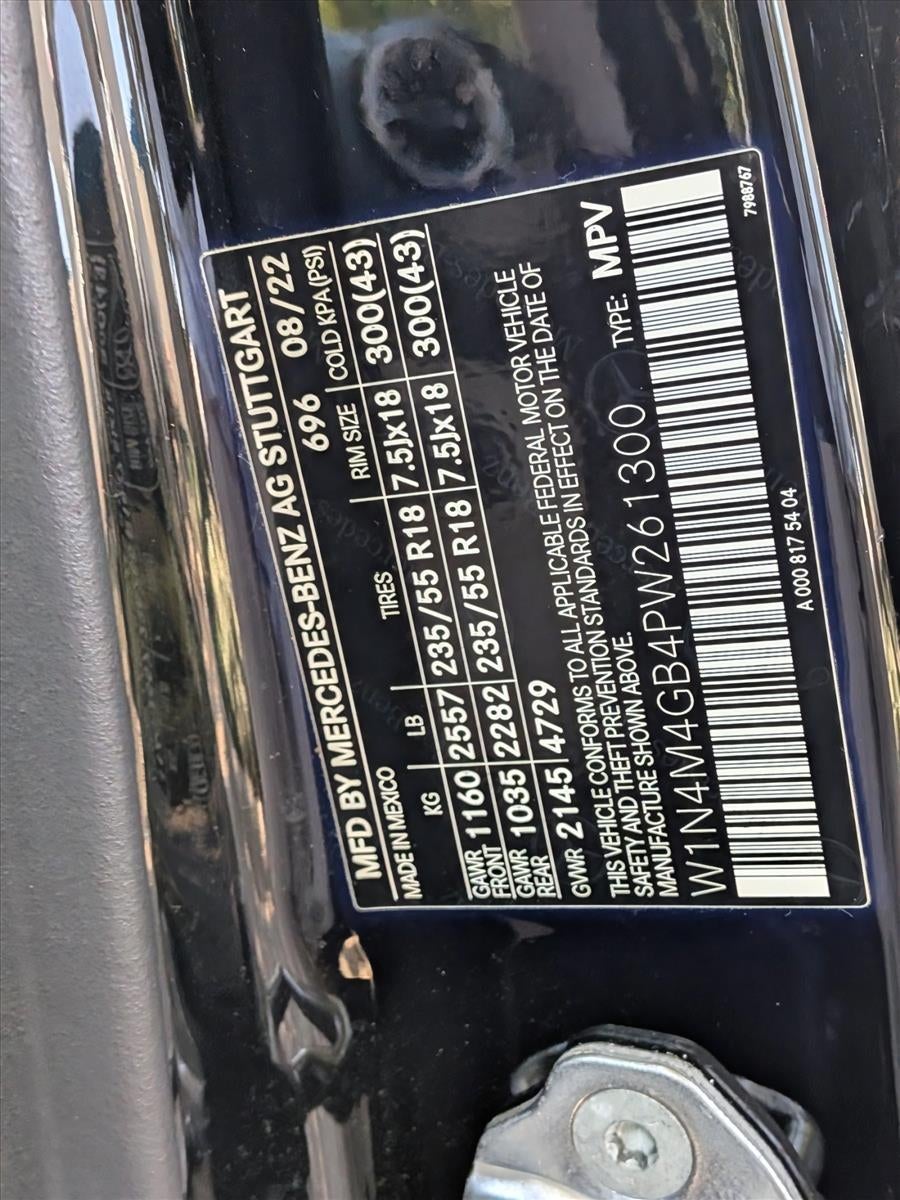 MFD BY MERCEDES-BENZ AG STUTTGART
MADE IN MEXICO 696 08/22
KG LB TIRES RIM SIZE COLD KPA(PSI)
GAWR FRONT 1160 2557 235/55 R18 7.5Jx18 300(43)
GAWR REAR 1035 2282 235/55 R18 7.5Jx18 300(43)
GVWR 2145 4729
THIS VEHICLE CONFORMS TO ALL APPLICABLE FEDERAL MOTOR VEHICLE
SAFETY AND THEFT PREVENTION STANDARDS IN EFFECT ON THE DATE OF
MANUFACTURE SHOWN ABOVE.
W1N4M4GB4PW261300 TYPE: MPV
A 000 817 54 04
7988767